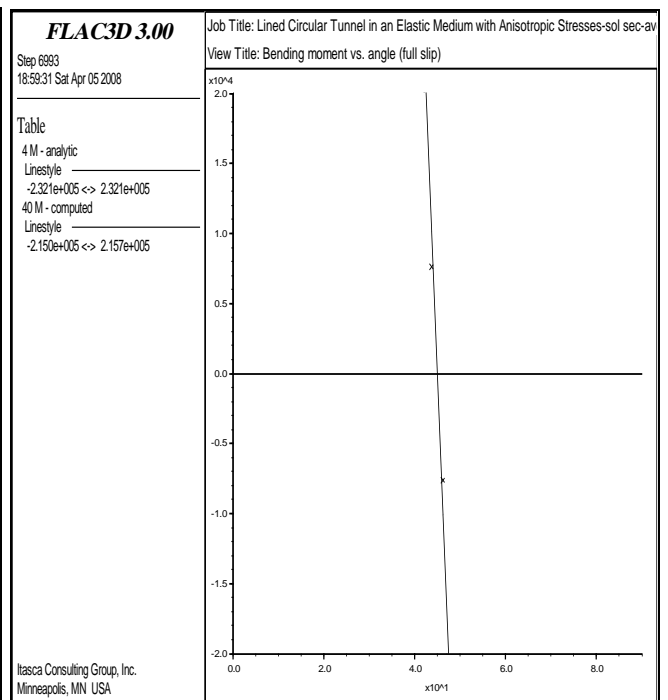 FLAC3D 3.00
Step 6993
18:59:31 Sat Apr 05 2008
Table
4 M - analytic
Linestyle
-2.321e+005 <-> 2.321e+005
40 M - computed
Linestyle
-2.150e+005 <-> 2.157e+005
Itasca Consulting Group, Inc.
Minneapolis, MN USA
Job Title: Lined Circular Tunnel in an Elastic Medium with Anisotropic Stresses-sol sec-av
View Title: Bending moment vs. angle (full slip)
x10^4
2.0
1.5
1.0
0.5
0.0
-0.5
-1.0
-1.5
-2.0
0.0 2.0 4.0 6.0 8.0
x10^1